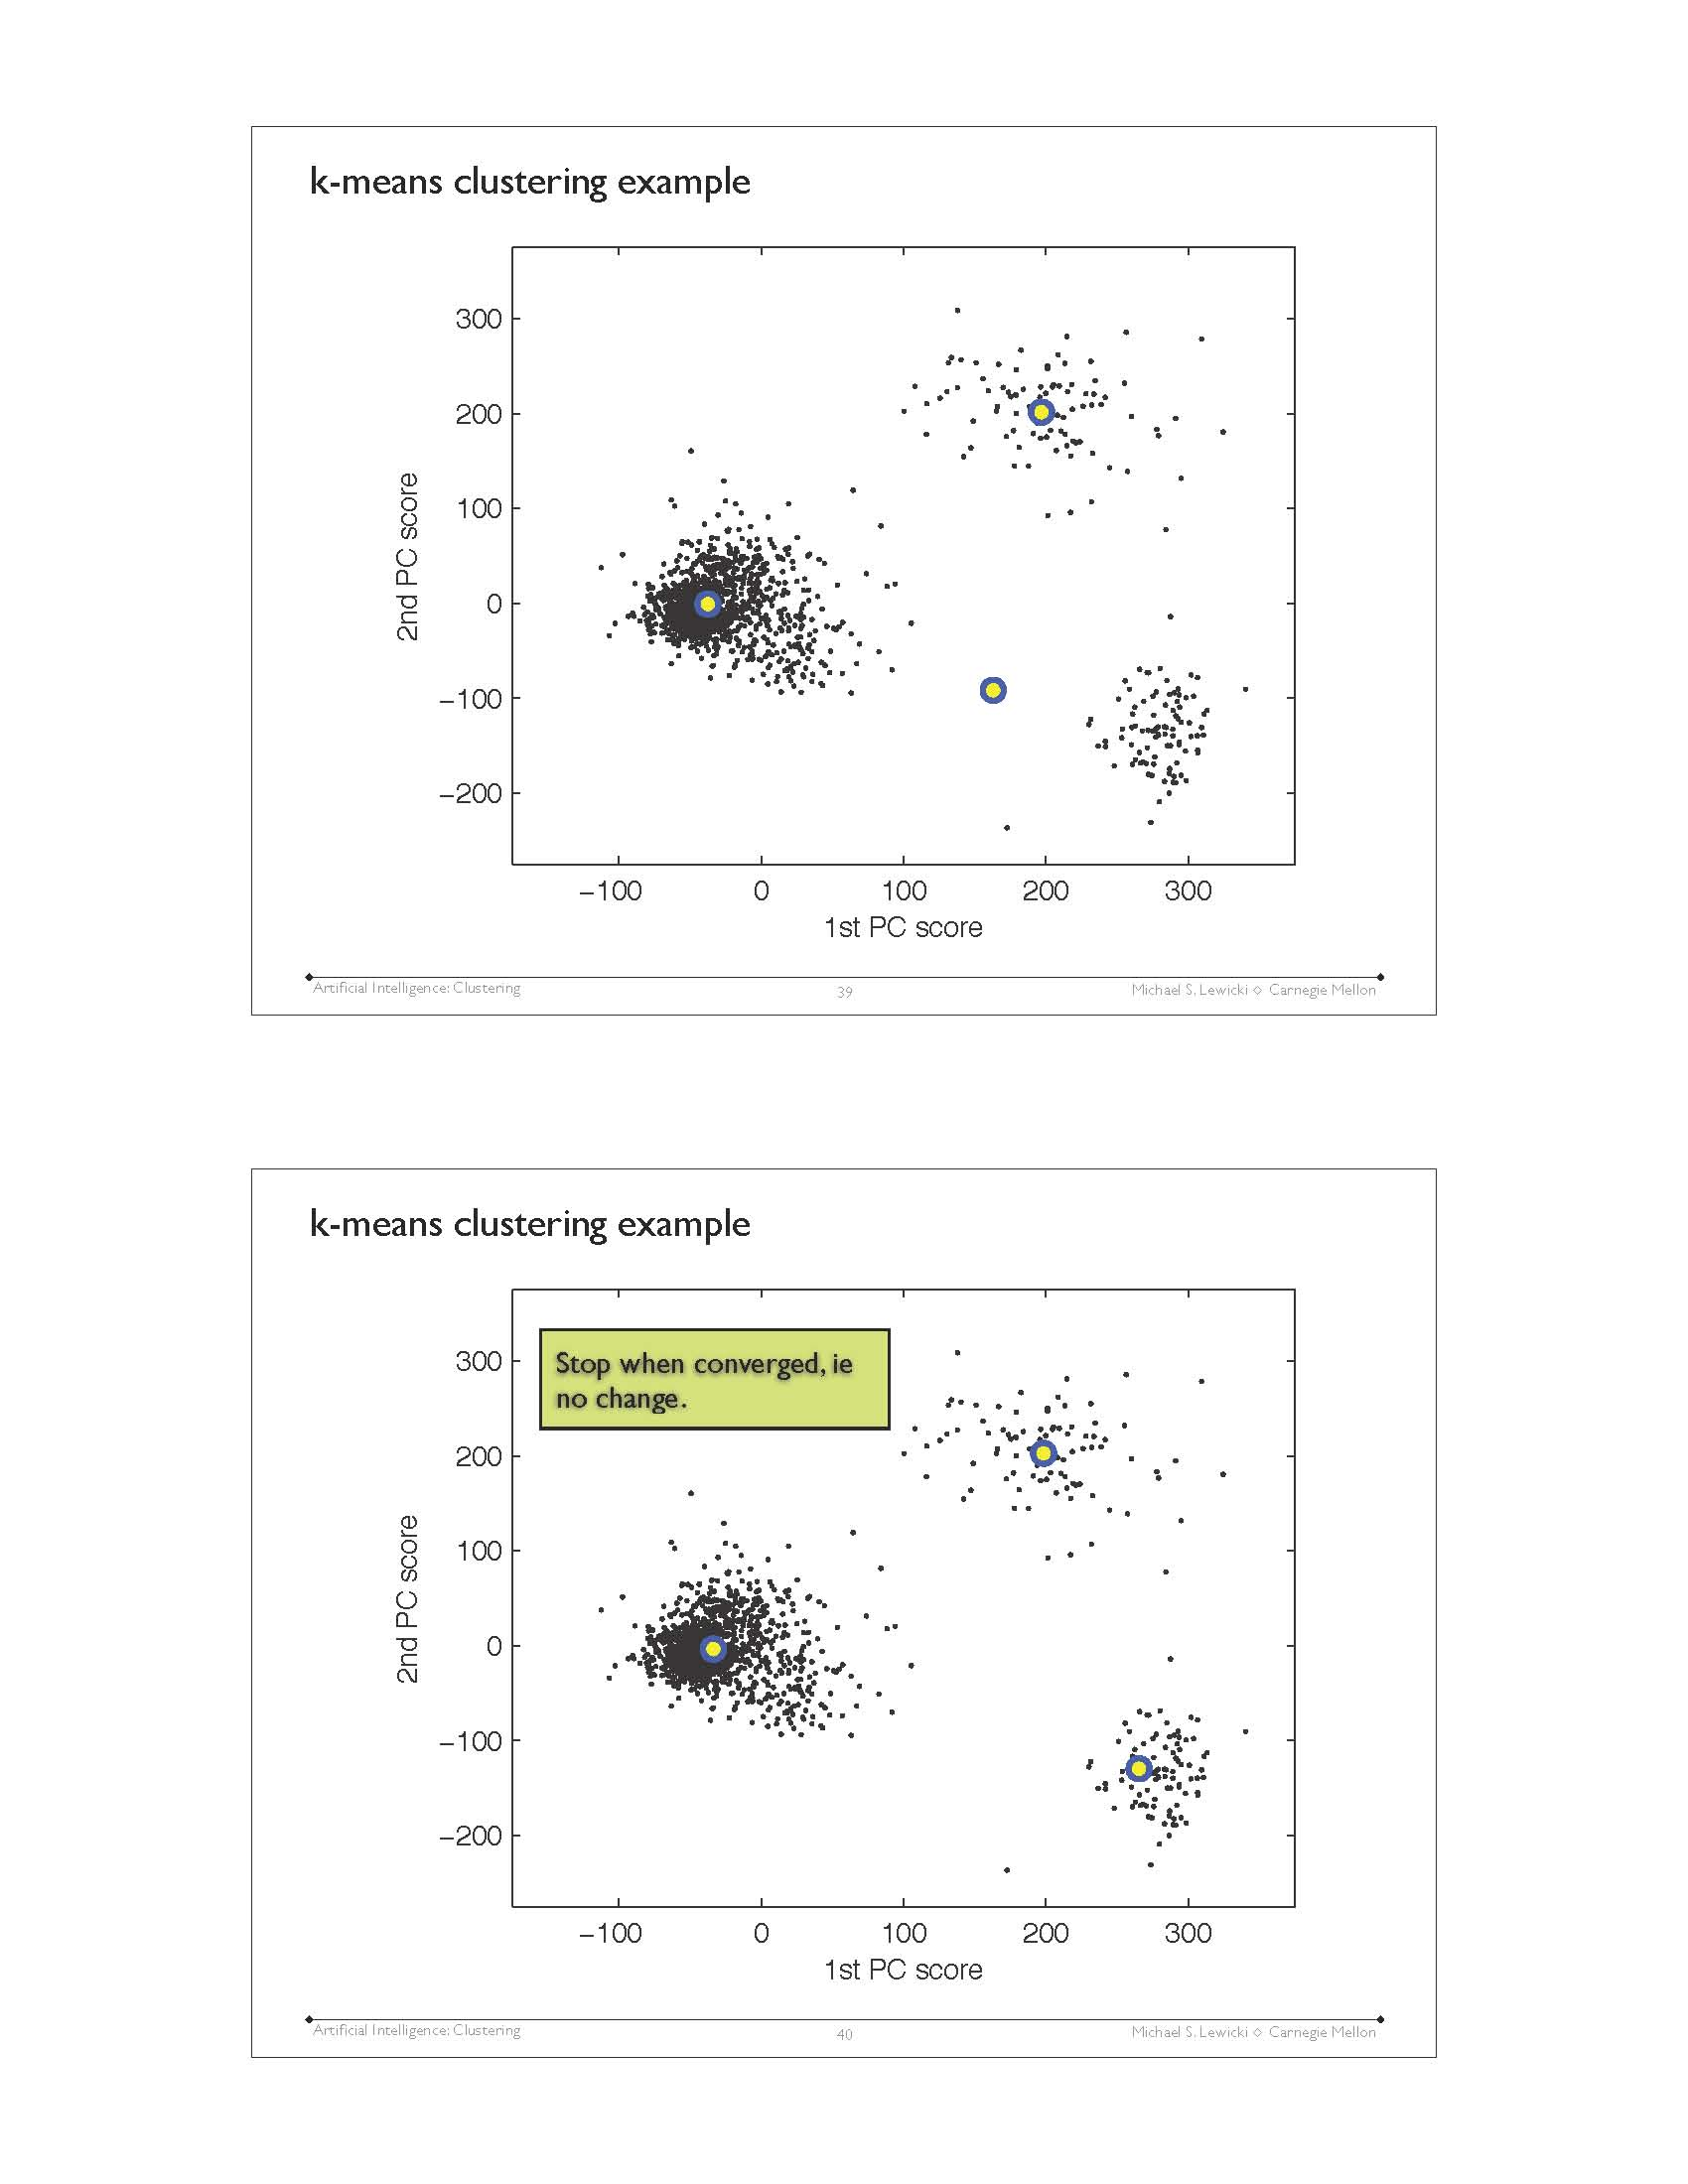 k-means clustering example
300
200
100
0
−100
−200
2nd PC score
−100 0 100 200 300
1st PC score
Artificial Intelligence: Clustering 39 Michael S. Lewicki ◇ Carnegie Mellon
k-means clustering example
Stop when converged, ie
no change.
300
200
100
0
−100
−200
2nd PC score
−100 0 100 200 300
1st PC score
Artificial Intelligence: Clustering 40 Michael S. Lewicki ◇ Carnegie Mellon